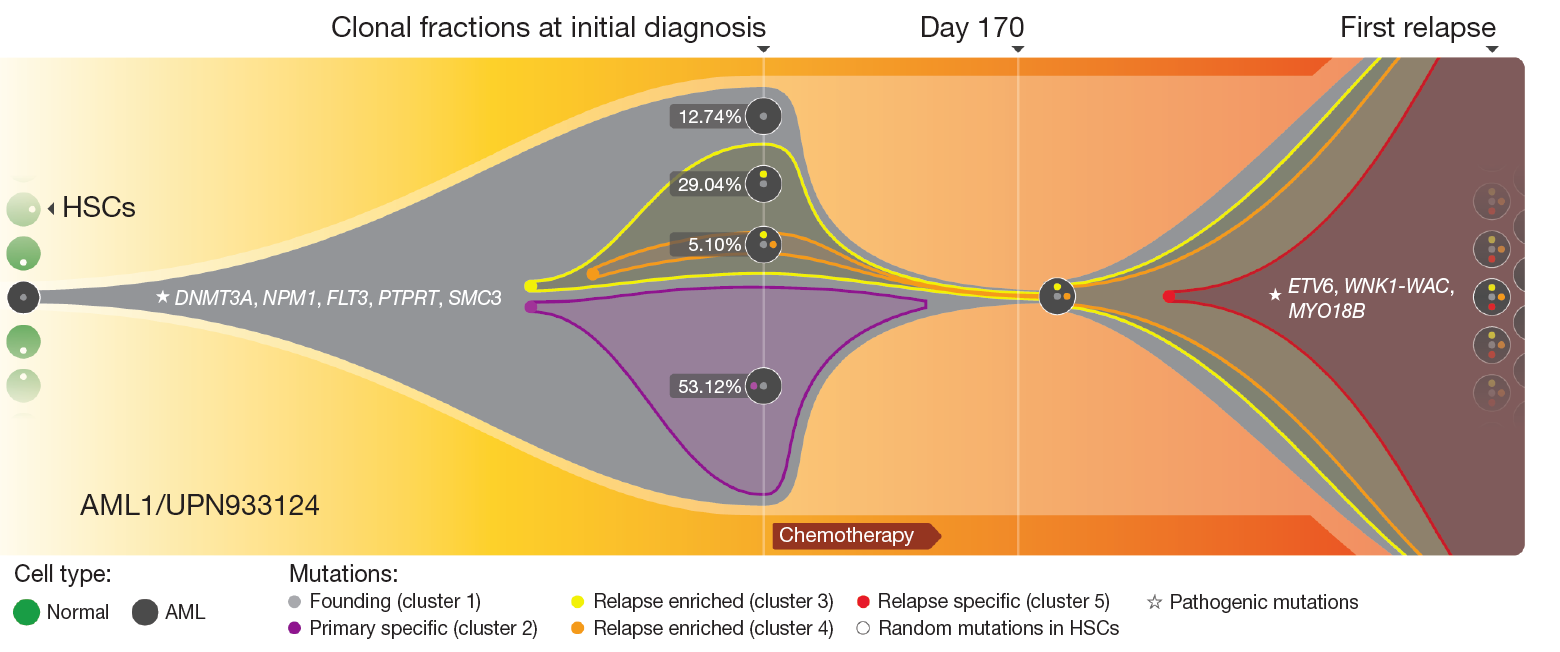 Clonal fractions at initial diagnosis
Day 170
First relapse
12.74%
29.04%
HSCs
5.10%
DNMT3A, NPM1, FLT3, PTPRT, SMC3
ETV6, WNK1-WAC,
MYO18B
53.12%
AML1/UPN933124
Chemotherapy
Cell type:
Normal
AML
Mutations:
Founding (cluster 1)
Primary specific (cluster 2)
Relapse enriched (cluster 3)
Relapse enriched (cluster 4)
Relapse specific (cluster 5)
Random mutations in HSCs
Pathogenic mutations